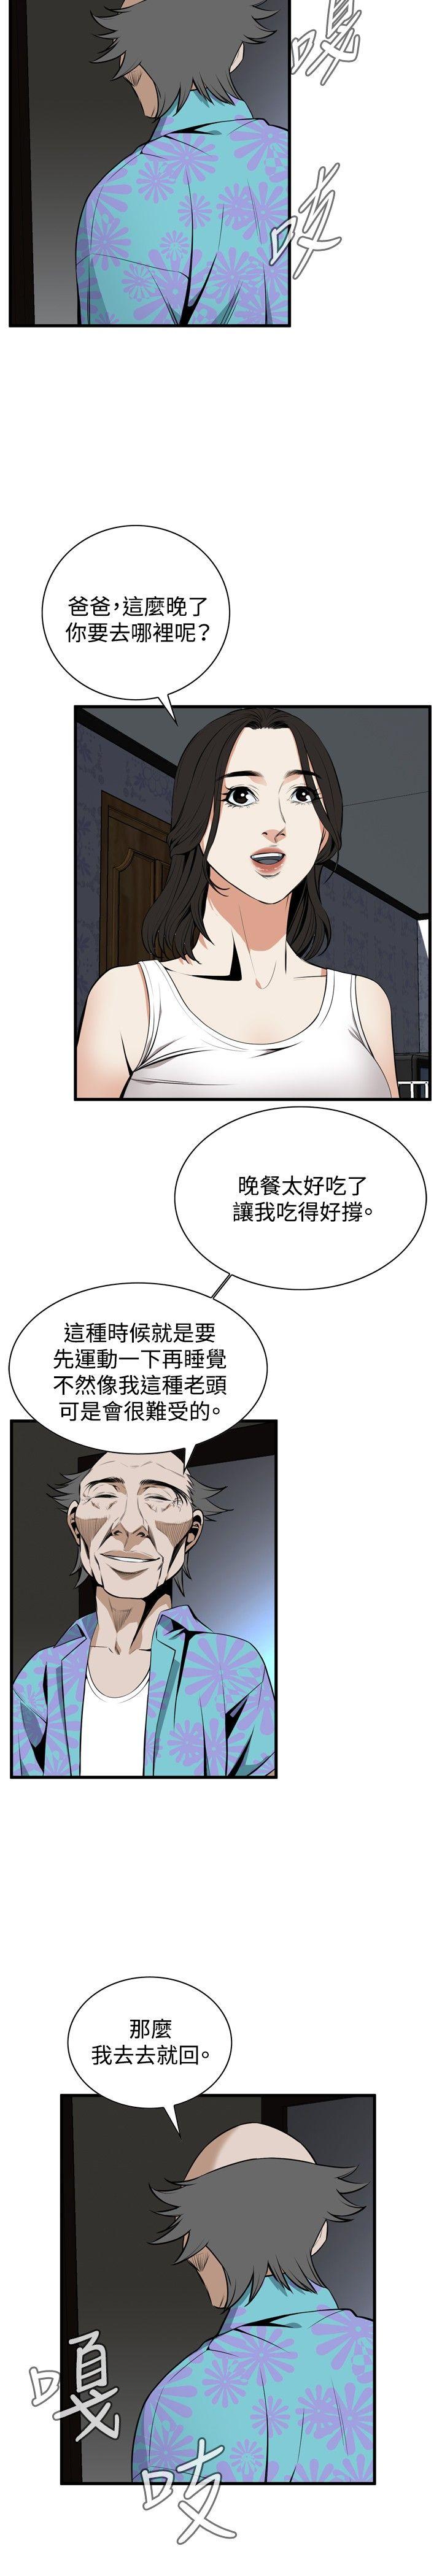 嘎
吱
爸爸，這麼晚了
你要去哪裡呢？
晚餐太好吃了
讓我吃得好撐。
這種時候就是要
先運動一下再睡覺
不然像我這種老頭
可是會很難受的。
那麼
我去去就回。
嘎
吱